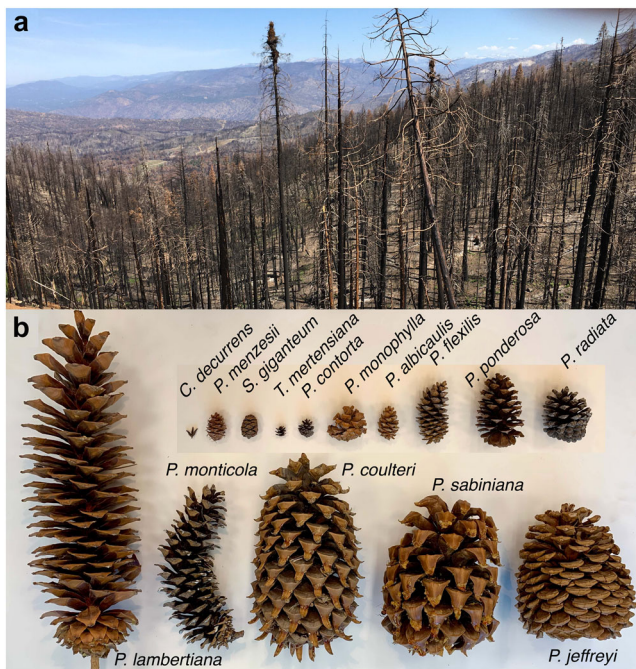 a
b
C. decurrens
P. menzesii
S. giganteum
T. mertensiana
P. contorta
P. monophylla
P. albicaulis
P. flexilis
P. ponderosa
P. radiata
P. monticola
P. coulteri
P. sabiniana
P. lambertiana
P. jeffreyi